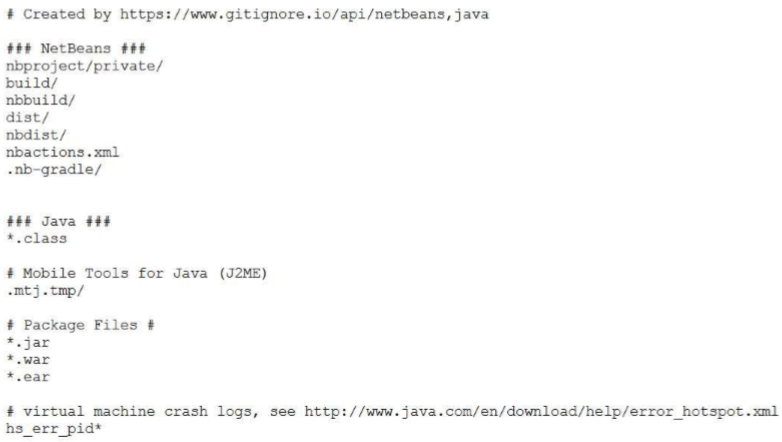 # Created by https://www.gitignore.io/api/netbeans,java
### NetBeans ###
nbproject/private/
build/
nbbuild/
dist/
nbdist/
nbactions.xml
.nb-gradle/
### Java ###
*.class
# Mobile Tools for Java (J2ME)
.mtj.tmp/
# Package Files #
*.jar
*.war
*.ear
# virtual machine crash logs, see http://www.java.com/en/download/help/error_hotspot.xml
hs_err_pid*